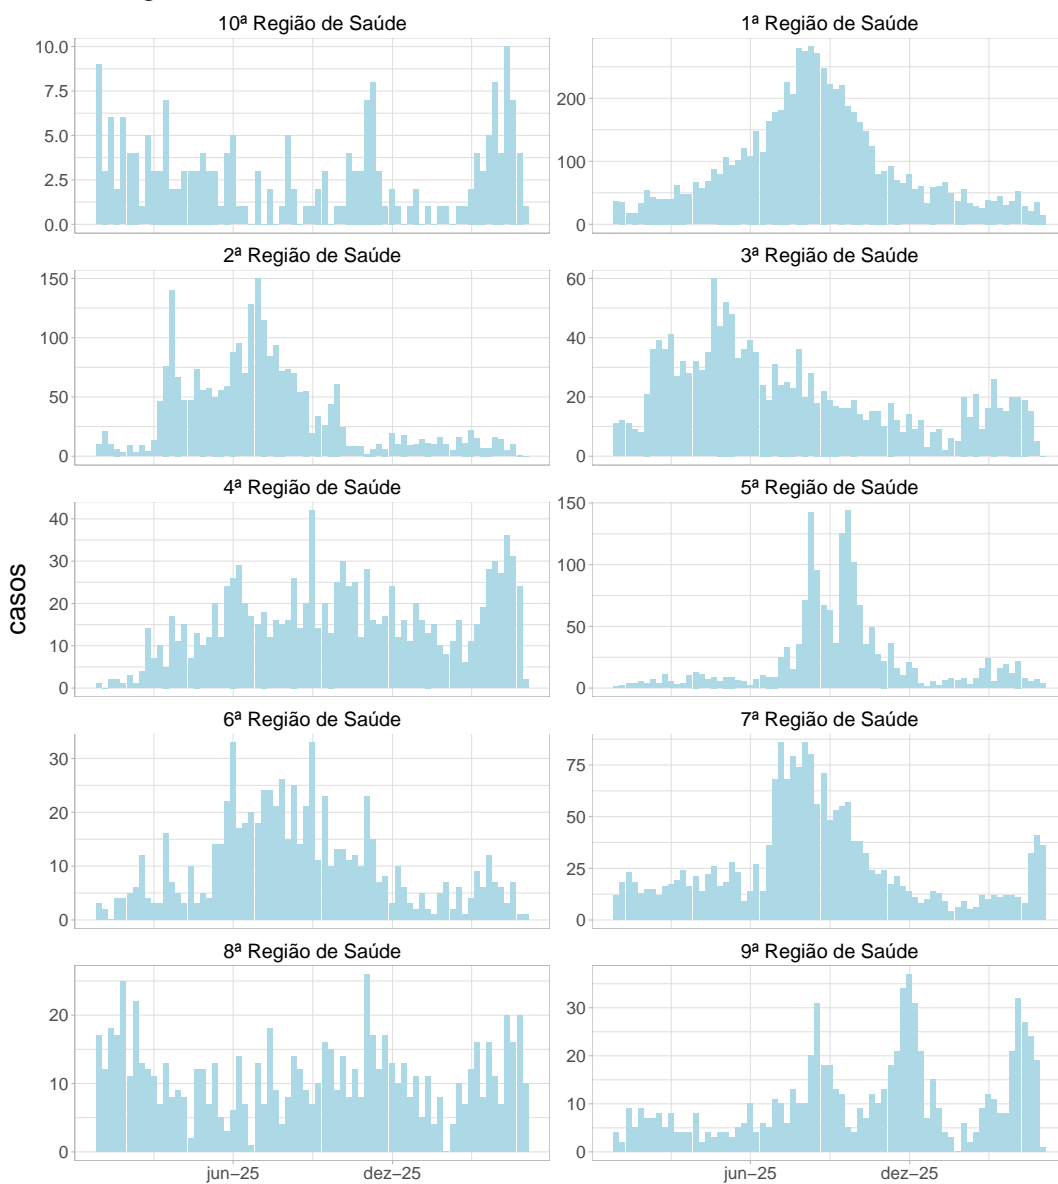 10ª Região de Saúde
1ª Região de Saúde
10.0
7.5
5.0
2.5
0.0
200
100
0
2ª Região de Saúde
3ª Região de Saúde
150
100
50
0
60
40
20
0
4ª Região de Saúde
5ª Região de Saúde
40
30
20
10
0
150
100
50
0
casos
6ª Região de Saúde
7ª Região de Saúde
30
20
10
0
75
50
25
0
8ª Região de Saúde
9ª Região de Saúde
20
10
0
30
20
10
0
jun−25
dez−25
jun−25
dez−25